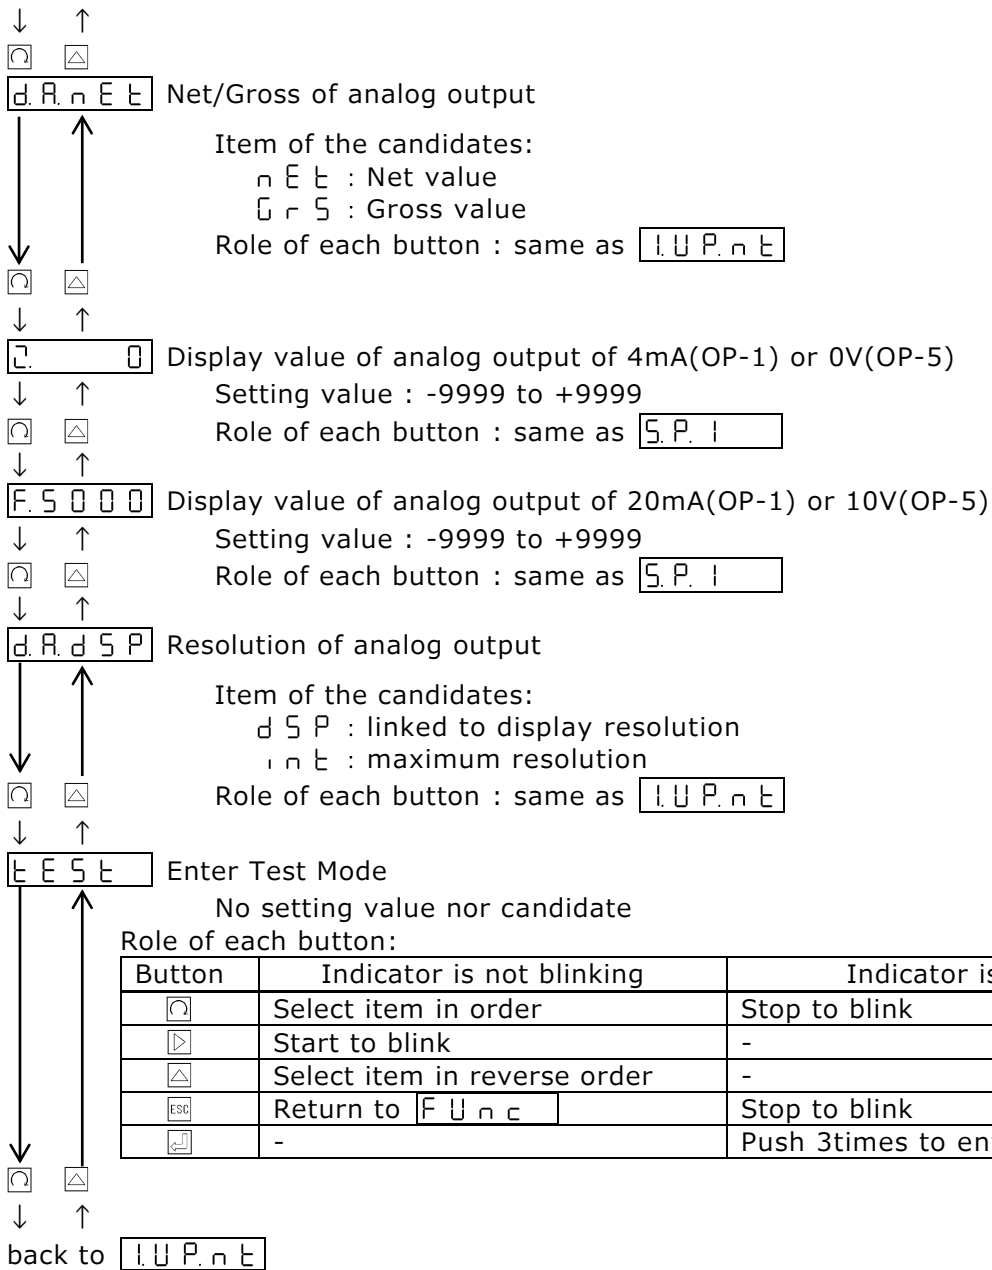 ↓ ↑
d.A.nEt Net/Gross of analog output
Item of the candidates:
nEt : Net value
GrS : Gross value
Role of each button : same as 1.UP.nt
↓ ↑
2. 0 Display value of analog output of 4mA(OP-1) or 0V(OP-5)
↓ ↑ Setting value : -9999 to +9999
Role of each button : same as S.P. 1
↓ ↑
F.5000 Display value of analog output of 20mA(OP-1) or 10V(OP-5)
↓ ↑ Setting value : -9999 to +9999
Role of each button : same as S.P. 1
↓ ↑
d.A.dSP Resolution of analog output
Item of the candidates:
dSP : linked to display resolution
int : maximum resolution
Role of each button : same as 1.UP.nt
↓ ↑
tESt Enter Test Mode
No setting value nor candidate
Role of each button:
Button Indicator is not blinking Indicator is
Select item in order Stop to blink
Start to blink -
Select item in reverse order -
ESC Return to FUnc Stop to blink
- Push 3times to
↓ ↑
back to 1.UP.nt